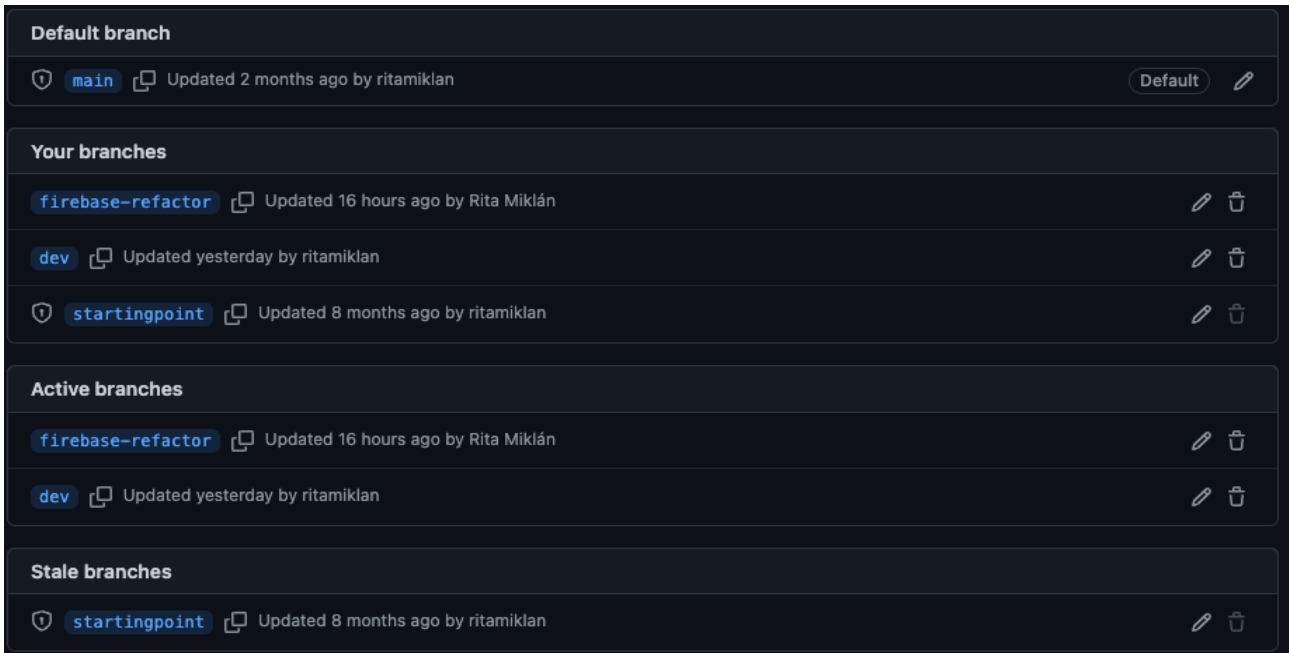 Default branch
main Updated 2 months ago by ritamiklan Default
Your branches
firebase-refactor Updated 16 hours ago by Rita Miklán
dev Updated yesterday by ritamiklan
startingpoint Updated 8 months ago by ritamiklan
Active branches
firebase-refactor Updated 16 hours ago by Rita Miklán
dev Updated yesterday by ritamiklan
Stale branches
startingpoint Updated 8 months ago by ritamiklan